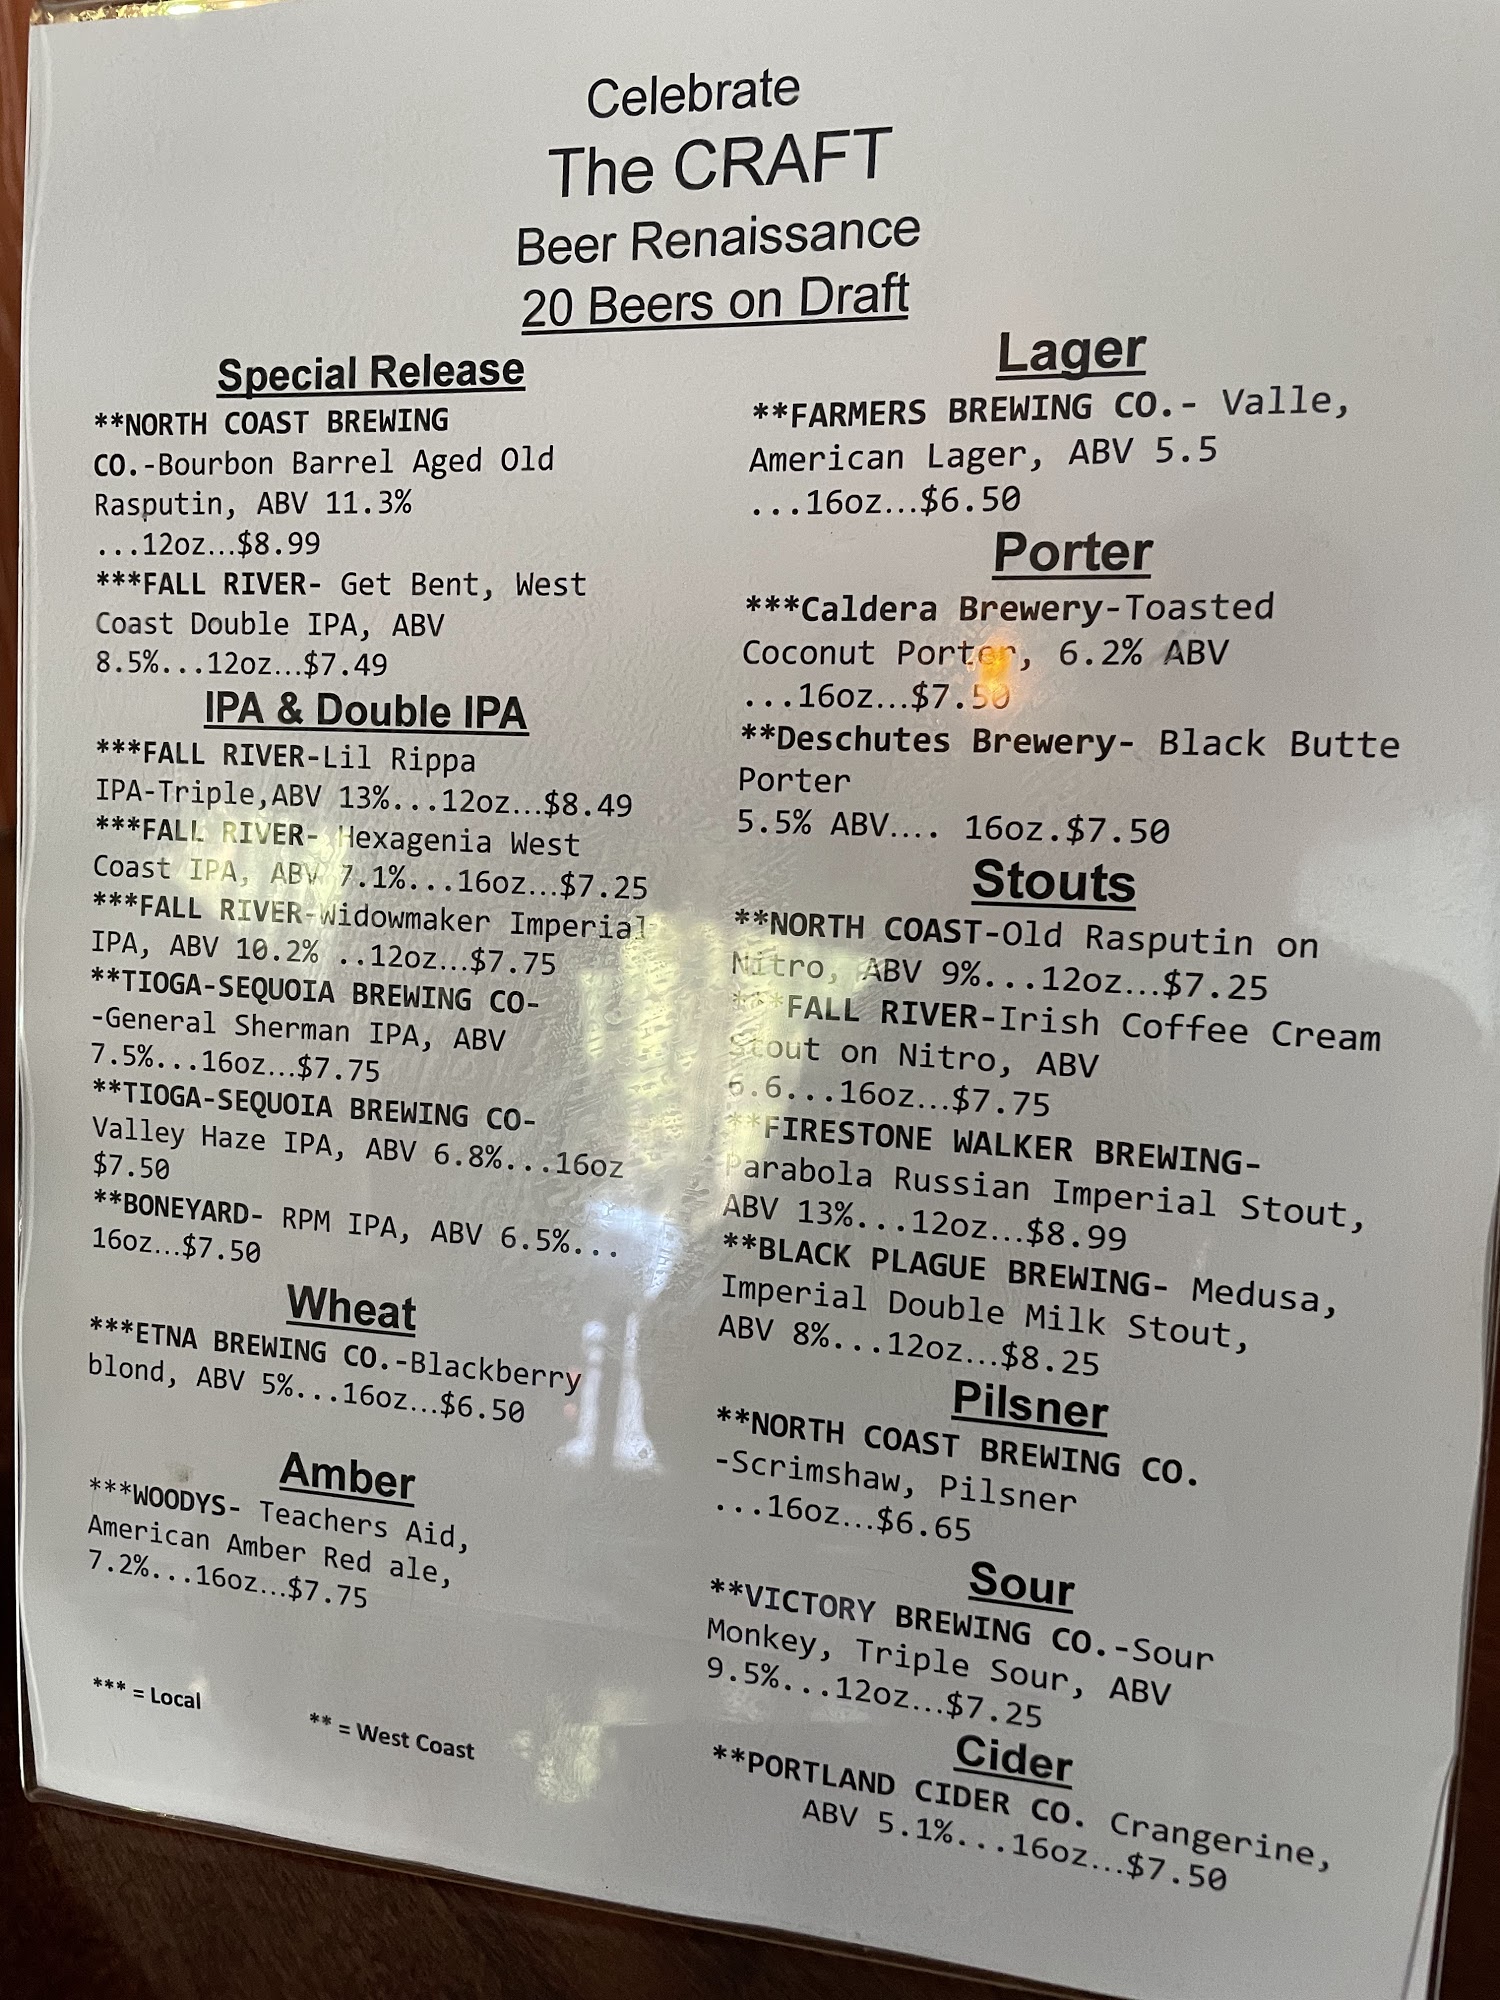 Celebrate
The CRAFT
Beer Renaissance
20 Beers on Draft
Special Release
**NORTH COAST BREWING
CO.-Bourbon Barrel Aged Old
Rasputin, ABV 11.3%
...12oz...$8.99
***FALL RIVER- Get Bent, West
Coast Double IPA, ABV
8.5%...12oz...$7.49
IPA & Double IPA
***FALL RIVER-Lil Rippa
IPA-Triple,ABV 13%...12oz...$8.49
***FALL RIVER- Hexagenia West
Coast IPA, ABV 7.1%...16oz...$7.25
***FALL RIVER-Widowmaker Imperial
IPA, ABV 10.2% ..12oz...$7.75
**TIOGA-SEQUOIA BREWING CO-
-General Sherman IPA, ABV
7.5%...16oz...$7.75
**TIOGA-SEQUOIA BREWING CO-
Valley Haze IPA, ABV 6.8%...16oz
$7.50
**BONEYARD- RPM IPA, ABV 6.5%...
16oz...$7.50
Wheat
***ETNA BREWING CO.-Blackberry
blond, ABV 5%...16oz...$6.50
Amber
***WOODYS- Teachers Aid,
American Amber Red ale,
7.2%...16oz...$7.75
*** = Local
** = West Coast
Lager
**FARMERS BREWING CO.- Valle,
American Lager, ABV 5.5
...16oz...$6.50
Porter
***Caldera Brewery-Toasted
Coconut Porter, 6.2% ABV
...16oz...$7.50
**Deschutes Brewery- Black Butte
Porter
5.5% ABV.... 16oz.$7.50
Stouts
**NORTH COAST-Old Rasputin on
Nitro, ABV 9%...12oz...$7.25
***FALL RIVER-Irish Coffee Cream
Stout on Nitro, ABV
6.6...16oz...$7.75
**FIRESTONE WALKER BREWING-
Parabola Russian Imperial Stout,
ABV 13%...12oz...$8.99
**BLACK PLAGUE BREWING- Medusa,
Imperial Double Milk Stout,
ABV 8%...12oz...$8.25
Pilsner
**NORTH COAST BREWING CO.
-Scrimshaw, Pilsner
...16oz...$6.65
Sour
**VICTORY BREWING CO.-Sour
Monkey, Triple Sour, ABV
9.5%...12oz...$7.25
Cider
**PORTLAND CIDER CO. Crangerine,
ABV 5.1%...16oz...$7.50